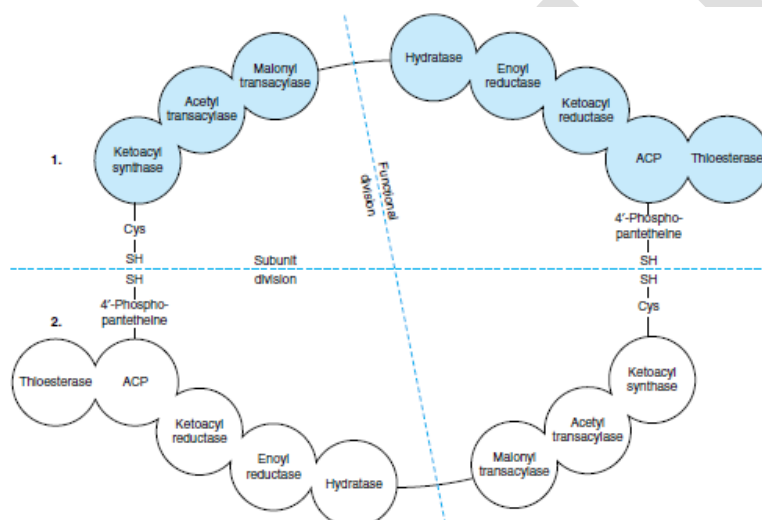 Malonyl
transacylase
Hydratase
Enoyl
reductase
Acetyl
transacylase
Ketoacyl
reductase
1.
Ketoacyl
synthase
ACP
Thioesterase
Functional
division
Cys
4′-Phospho-
pantetheine
SH
Subunit
SH
SH
division
SH
4′-Phospho-
pantetheine
Cys
2.
Thioesterase
ACP
Ketoacyl
synthase
Ketoacyl
reductase
Acetyl
transacylase
Enoyl
reductase
Malonyl
transacylase
Hydratase